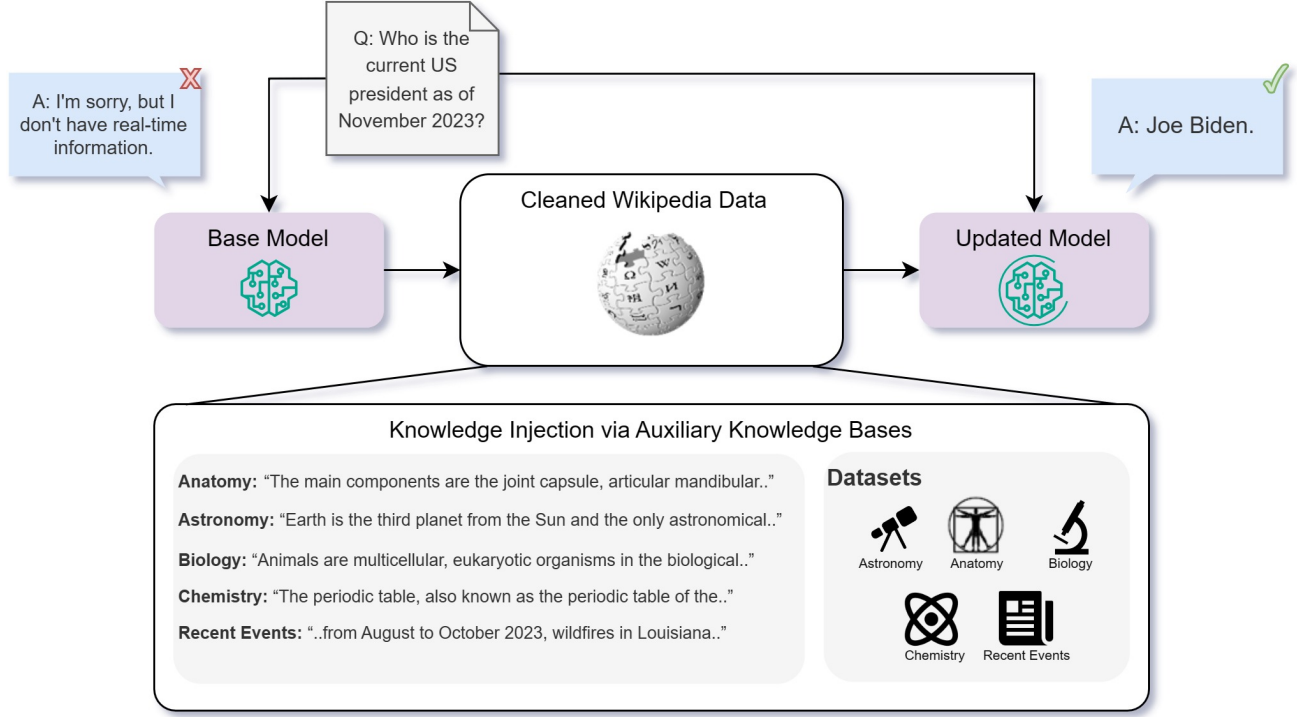 Q: Who is the
current US
president as of
November 2023?
A: I'm sorry, but I
don't have real-time
information.
A: Joe Biden.
Base Model
Cleaned Wikipedia Data
Updated Model
Knowledge Injection via Auxiliary Knowledge Bases
Anatomy: “The main components are the joint capsule, articular mandibular..”
Astronomy: “Earth is the third planet from the Sun and the only astronomical..”
Biology: “Animals are multicellular, eukaryotic organisms in the biological..”
Chemistry: “The periodic table, also known as the periodic table of the..”
Recent Events: “..from August to October 2023, wildfires in Louisiana..”
Datasets
Astronomy
Anatomy
Biology
Chemistry
Recent Events